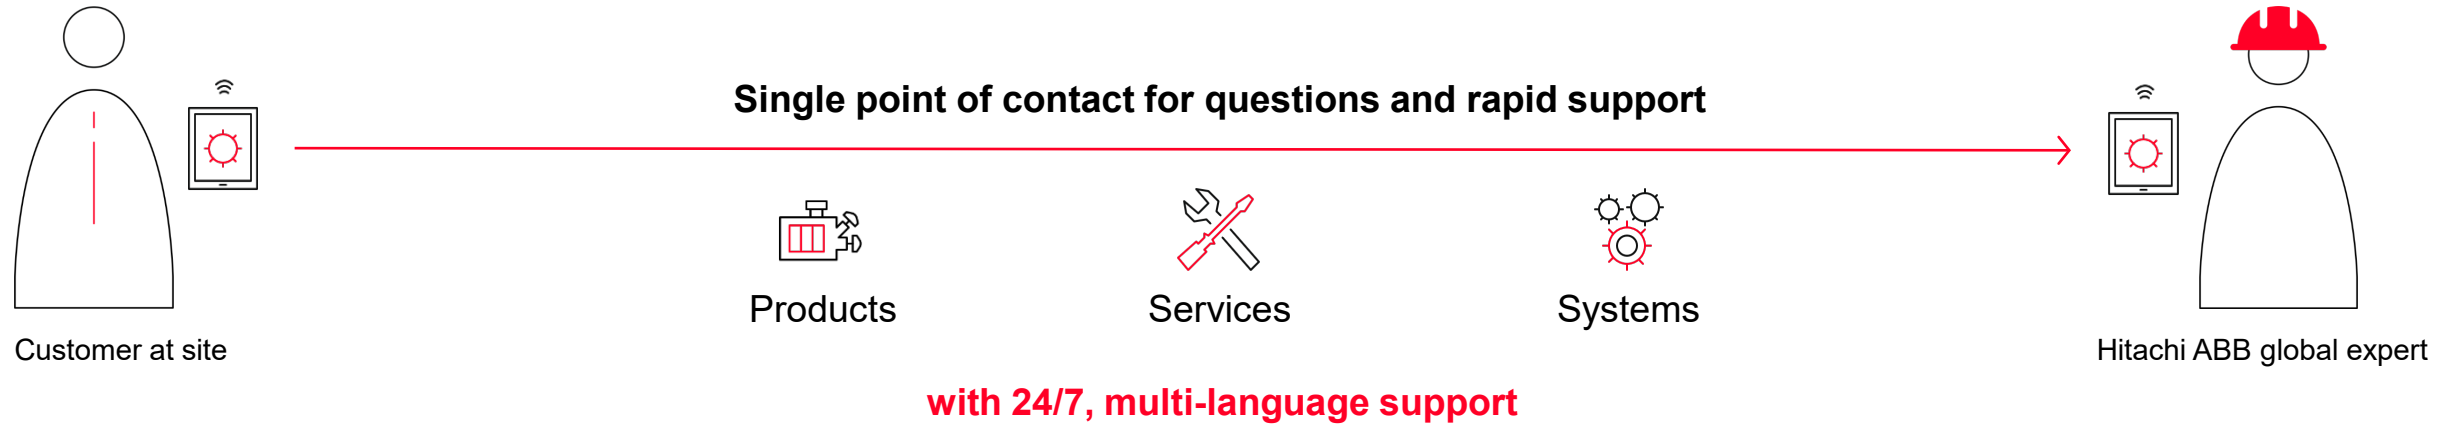 Single point of contact for questions and rapid support
Products
Services
Systems
Customer at site
Hitachi ABB global expert
with 24/7, multi-language support